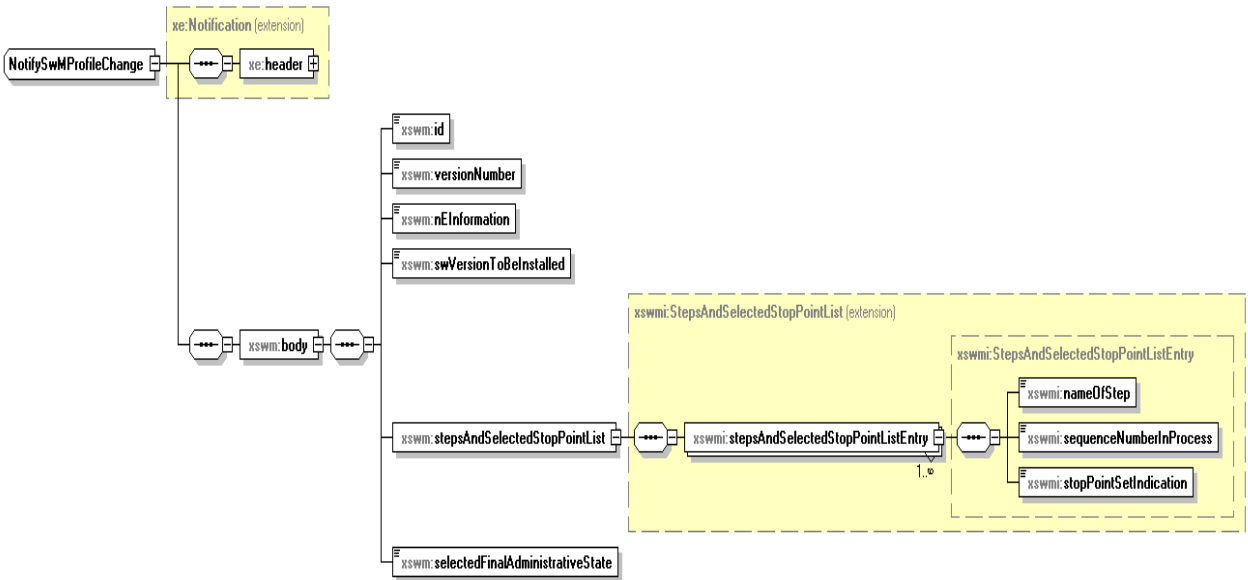 xe:Notification (extension)
NotifySwMProfileChange
xe:header
xswm:id
xswm:versionNumber
xswm:nEInformation
xswm:swVersionToBeInstalled
xswmi:StepsAndSelectedStopPointList (extension)
xswm:body
xswmi:StepsAndSelectedStopPointListEntry
xswmi:nameOfStep
xswm:stepsAndSelectedStopPointList
xswmi:stepsAndSelectedStopPointListEntry
xswmi:sequenceNumberInProcess
1..∞
xswmi:stopPointSetIndication
xswm:selectedFinalAdministrativeState